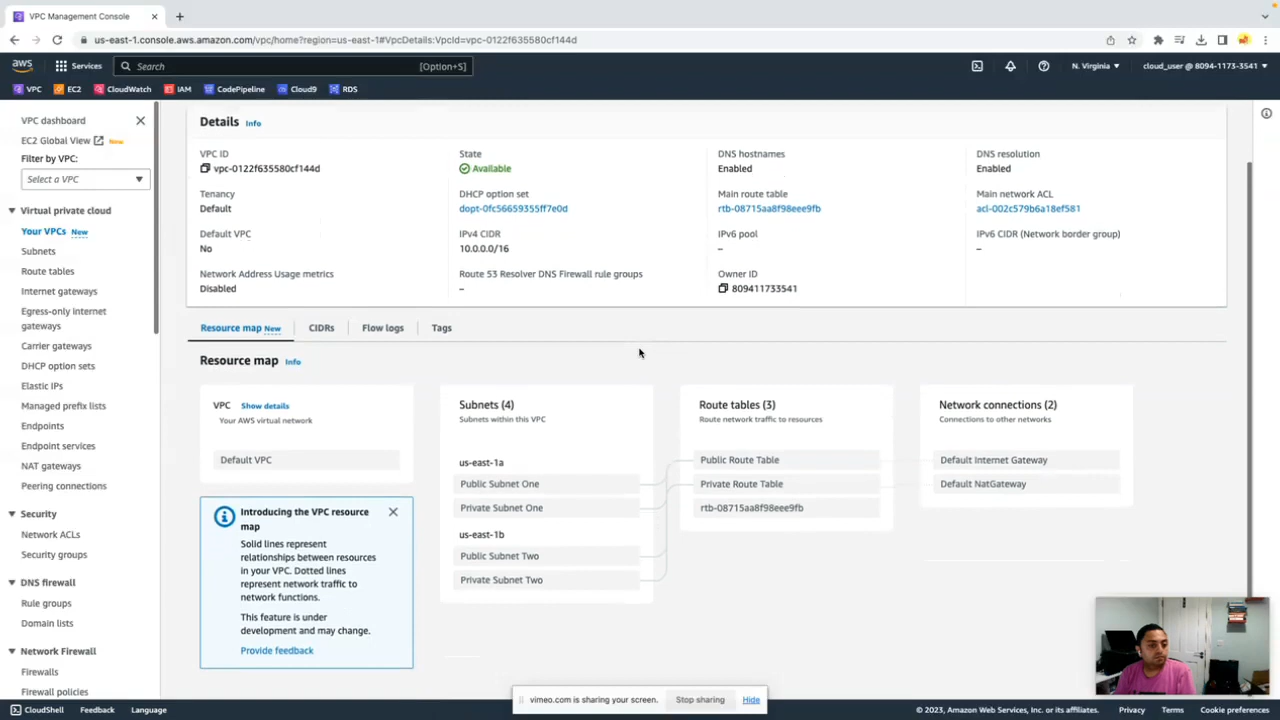 VPC Management Console
us-east-1.console.aws.amazon.com/vpc/home?region=us-east-1#VpcDetails:VpcId=vpc-0122f635580cf144d
aws Services Search [Option+S] N. Virginia cloud_user @ 8094-1173-3541
VPC EC2 CloudWatch IAM CodePipeline Cloud9 RDS
VPC dashboard
EC2 Global View New
Filter by VPC:
Select a VPC
Virtual private cloud
Your VPCs New
Subnets
Route tables
Internet gateways
Egress-only internet
gateways
Carrier gateways
DHCP option sets
Elastic IPs
Managed prefix lists
Endpoints
Endpoint services
NAT gateways
Peering connections
Security
Network ACLs
Security groups
DNS firewall
Rule groups
Domain lists
Network Firewall
Firewalls
Firewall policies
Details Info
VPC ID
vpc-0122f635580cf144d
State
Available
DNS hostnames
Enabled
DNS resolution
Enabled
Tenancy
Default
DHCP option set
dopt-0fc56659355ff7e0d
Main route table
rtb-08715aa8f98eee9fb
Main network ACL
acl-002c579b6a18ef581
Default VPC
No
IPv4 CIDR
10.0.0.0/16
IPv6 pool
–
IPv6 CIDR (Network border group)
–
Network Address Usage metrics
Disabled
Route 53 Resolver DNS Firewall rule groups
–
Owner ID
809411733541
Resource map New CIDRs Flow logs Tags
Resource map Info
VPC Show details
Your AWS virtual network
Default VPC
Introducing the VPC resource
map
Solid lines represent
relationships between resources
in your VPC. Dotted lines
represent network traffic to
network functions.
This feature is under
development and may change.
Provide feedback
Subnets (4)
Subnets within this VPC
us-east-1a
Public Subnet One
Private Subnet One
us-east-1b
Public Subnet Two
Private Subnet Two
Route tables (3)
Route network traffic to resources
Public Route Table
Private Route Table
rtb-08715aa8f98eee9fb
Network connections (2)
Connections to other networks
Default Internet Gateway
Default NatGateway
vimeo.com is sharing your screen. Stop sharing Hide
CloudShell Feedback Language © 2023, Amazon Web Services, Inc. or its affiliates. Privacy Terms Cookie preferences